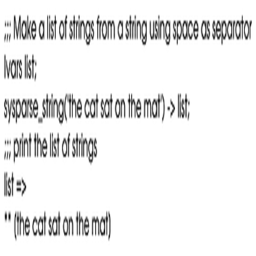 ;;; Make a list of strings from a string using space as separator
lvars list;
sysparse_string('the cat sat on the mat') -> list;
;;; print the list of strings
list =>
** (the cat sat on the mat)